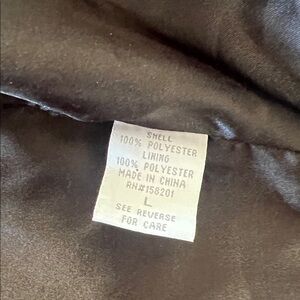 SHELL
100% POLYESTER
LINING
100% POLYESTER
MADE IN CHINA
RN#158201
L
SEE REVERSE
FOR CARE